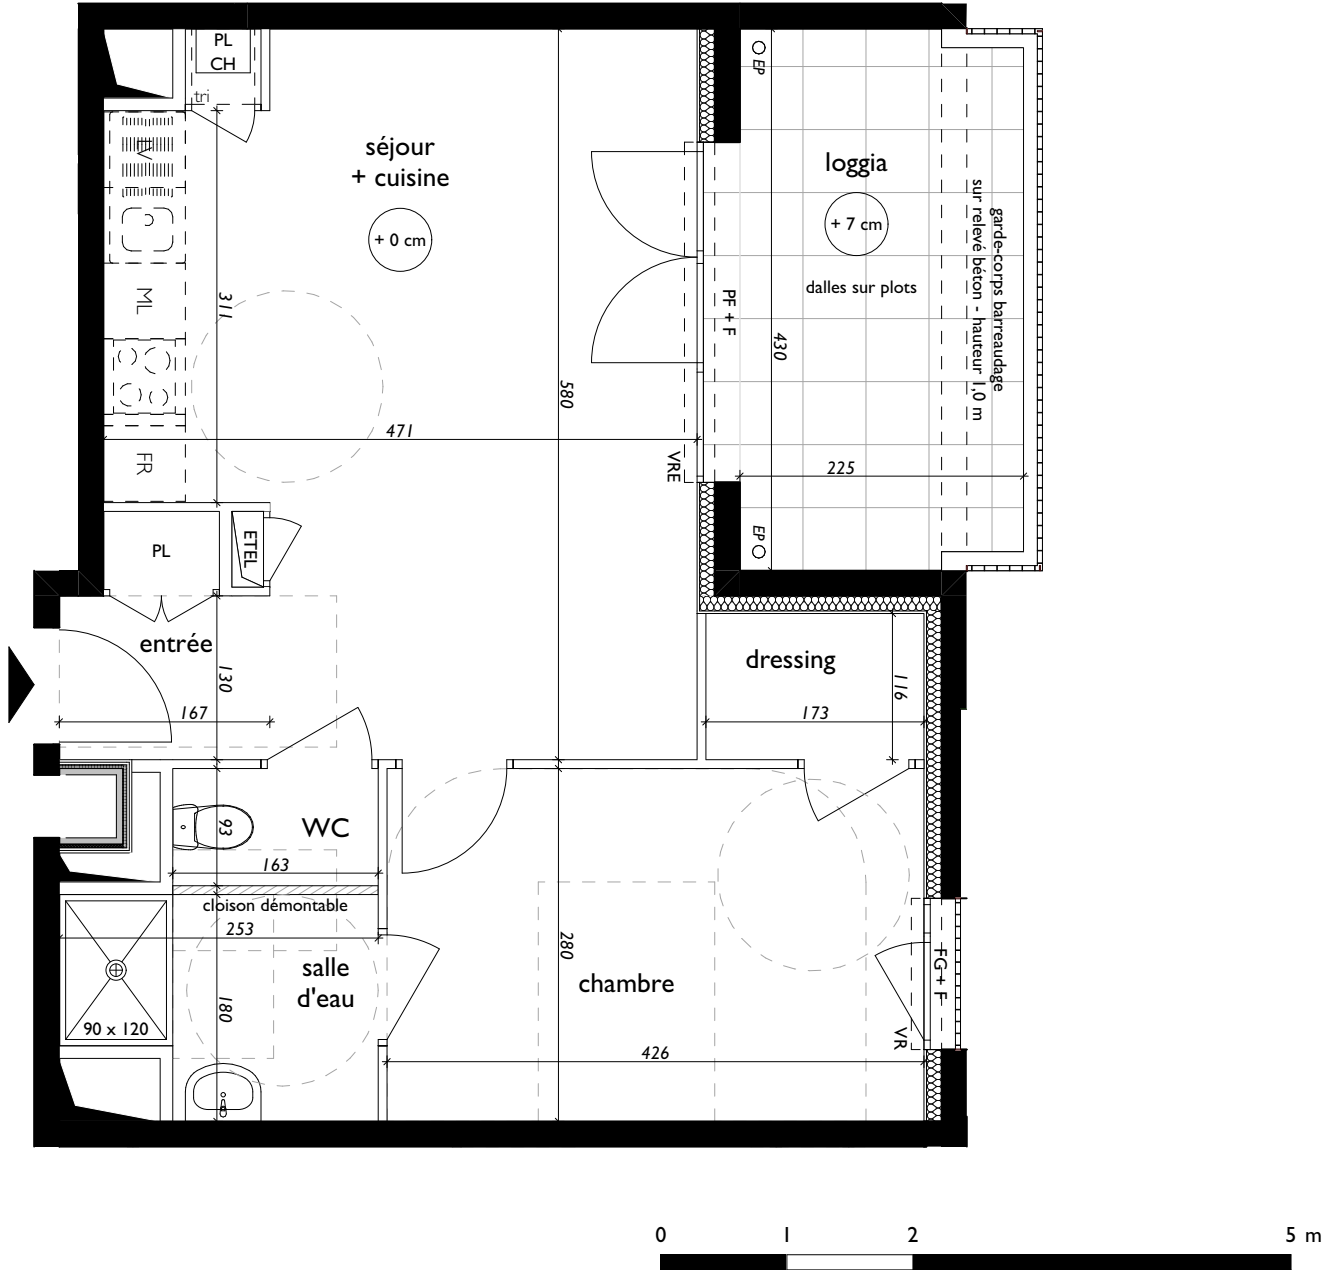 PL
CH
tri
LV
séjour
+ cuisine
+ 0 cm
ML
311
FR
471
580
VRE
PF + F
EP
loggia
+ 7 cm
dalles sur plots
430
225
EP
garde-corps barreaudage
sur relevé béton - hauteur 1,0 m
PL
ETEL
entrée
130
167
dressing
116
173
WC
93
163
cloison démontable
253
salle
d'eau
180
90 x 120
chambre
280
426
FG + F
VR
0 1 2 5 m